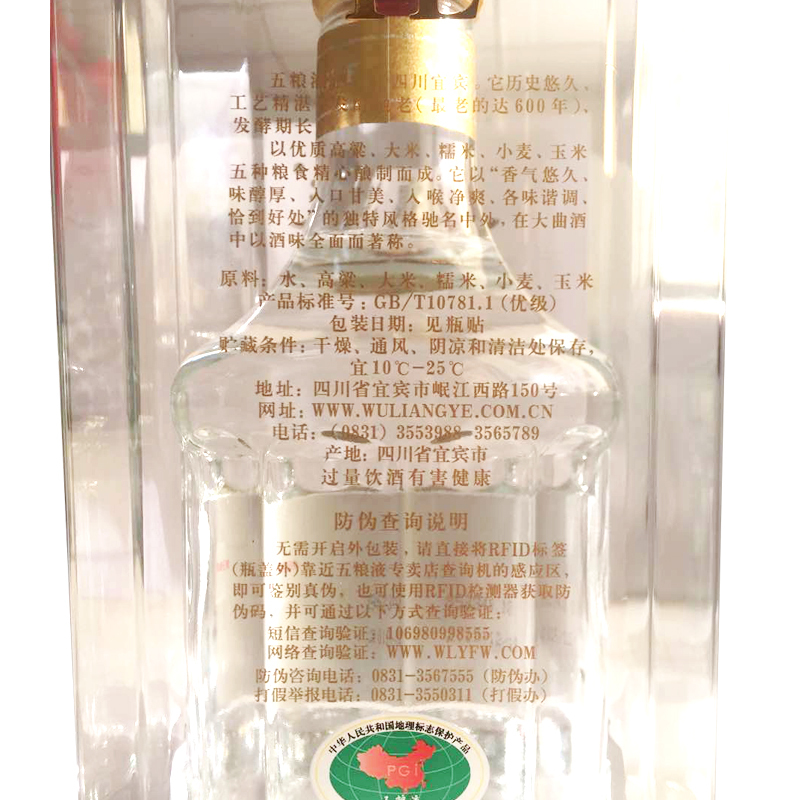 五粮液 四川宜宾。它历史悠久、
工艺精湛 老(最老的达600年)、
发酵期长
以优质高粱、大米、糯米、小麦、玉米
五种粮食精心酿制而成。它以“香气悠久、
味醇厚、入口甘美、入喉净爽、各味谐调、
恰到好处”的独特风格驰名中外，在大曲酒
中以酒味全面而著称。
原料：水、高粱、大米、糯米、小麦、玉米
产品标准号：GB/T10781.1(优级)
包装日期：见瓶贴
贮藏条件：干燥、通风、阴凉和清洁处保存，
宜10℃-25℃
地址：四川省宜宾市岷江西路150号
网址：WWW.WULIANGYE.COM.CN
电话：(0831) 3553988 3565789
产地：四川省宜宾市
过量饮酒有害健康
防伪查询说明
无需开启外包装，请直接将RFID标签
(瓶盖外)靠近五粮液专卖店查询机的感应区，
即可鉴别真伪，也可使用RFID检测器获取防
伪码，并可通过以下方式查询验证：
短信查询验证：106980998555
网络查询验证：WWW.WLYFW.COM
防伪咨询电话：0831-3567555 (防伪办)
打假举报电话：0831-3550311 (打假办)
中华人民共和国地理标志保护产品
PGI